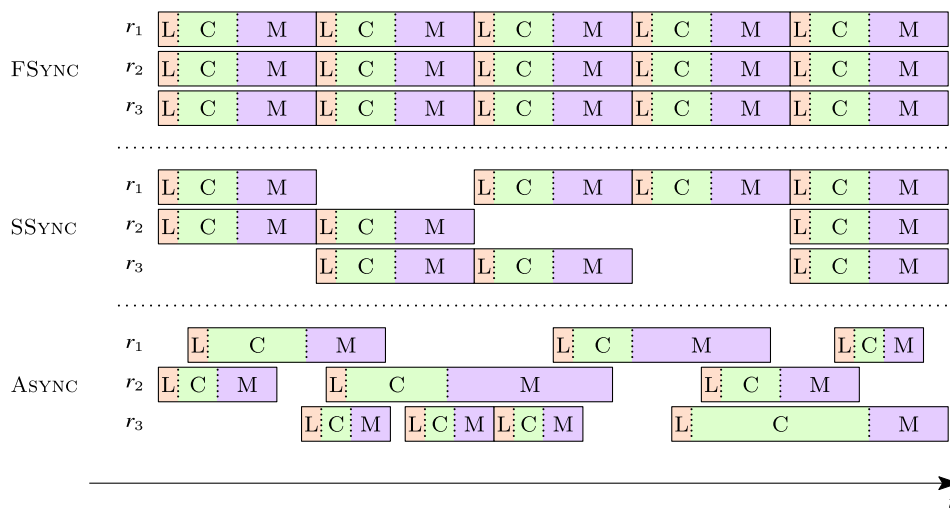 r1 L C M L C M L C M L C M L C M
FSYNC r2 L C M L C M L C M L C M L C M
r3 L C M L C M L C M L C M L C M
r1 L C M L C M L C M L C M
SSYNC r2 L C M L C M L C M
r3 L C M L C M L C M
r1 L C M L C M L C M
ASYNC r2 L C M L C M L C M
r3 L C M L C M L C M L C M